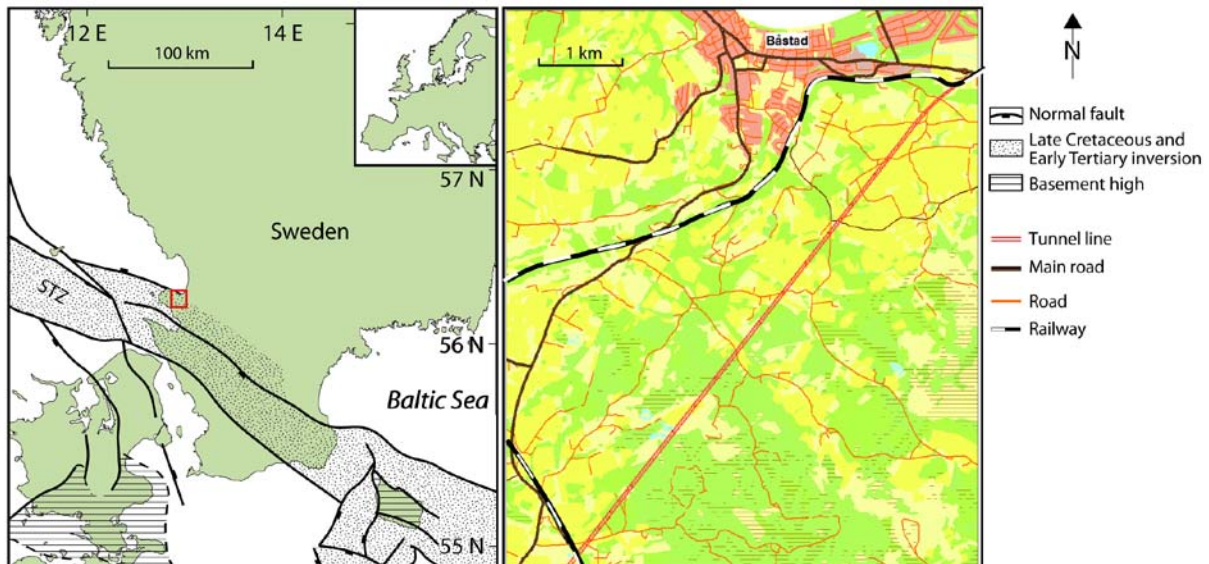 12 E
14 E
100 km
57 N
Sweden
STZ
56 N
Baltic Sea
55 N
Båstad
1 km
N
Normal fault
Late Cretaceous and
Early Tertiary inversion
Basement high
Tunnel line
Main road
Road
Railway